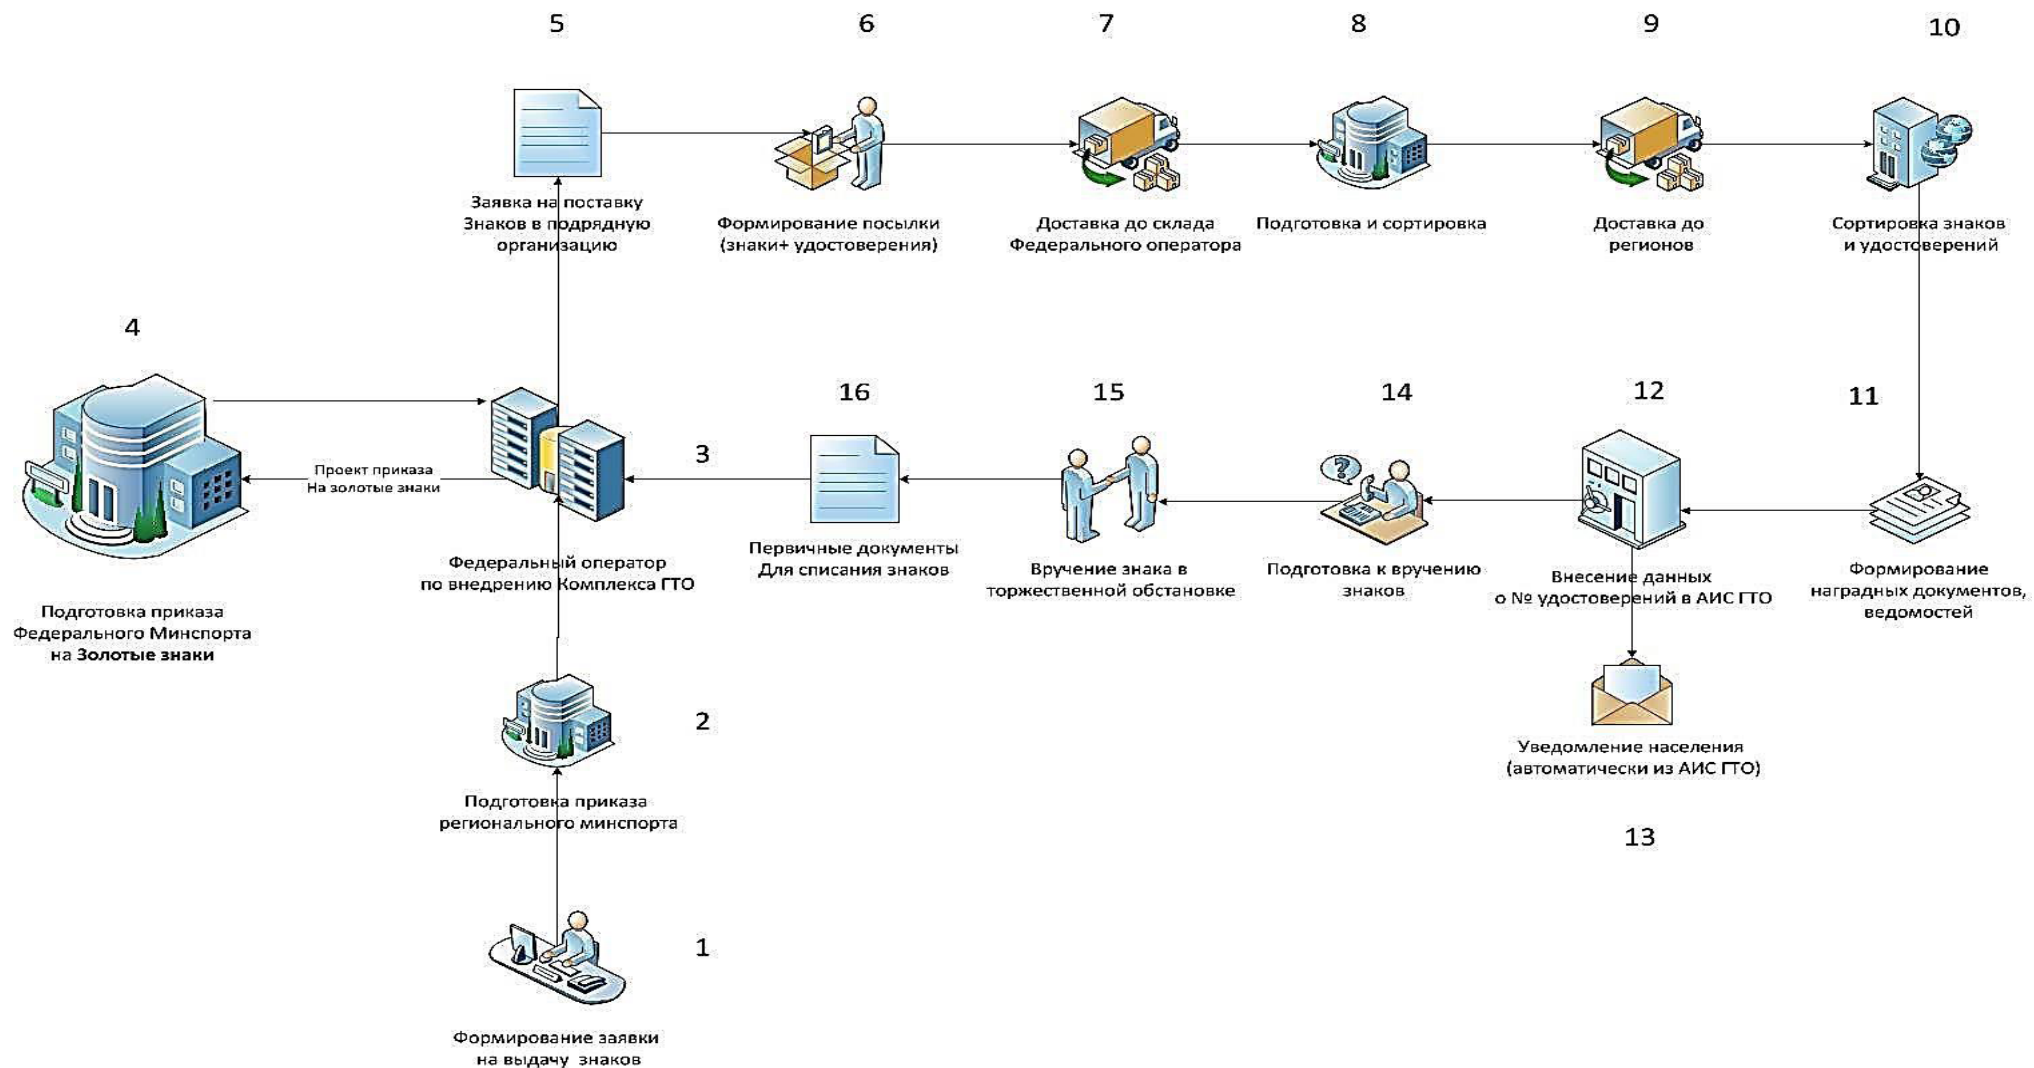 5
6
7
8
9
10
Заявка на поставку
Знаков в подрядную
организацию
Формирование посылки
(знаки+ удостоверения)
Доставка до склада
Федерального оператора
Подготовка и сортировка
Доставка до
регионов
Сортировка знаков
и удостоверений
4
16
15
14
12
11
3
Проект приказа
На золотые знаки
Подготовка приказа
Федерального Минспорта
на Золотые знаки
Федеральный оператор
по внедрению Комплекса ГТО
Первичные документы
Для списания знаков
Вручение знака в
торжественной обстановке
Подготовка к вручению
знаков
Внесение данных
о № удостоверений в АИС ГТО
Формирование
наградных документов,
ведомостей
2
Подготовка приказа
регионального минспорта
Уведомление населения
(автоматически из АИС ГТО)
13
1
Формирование заявки
на выдачу знаков